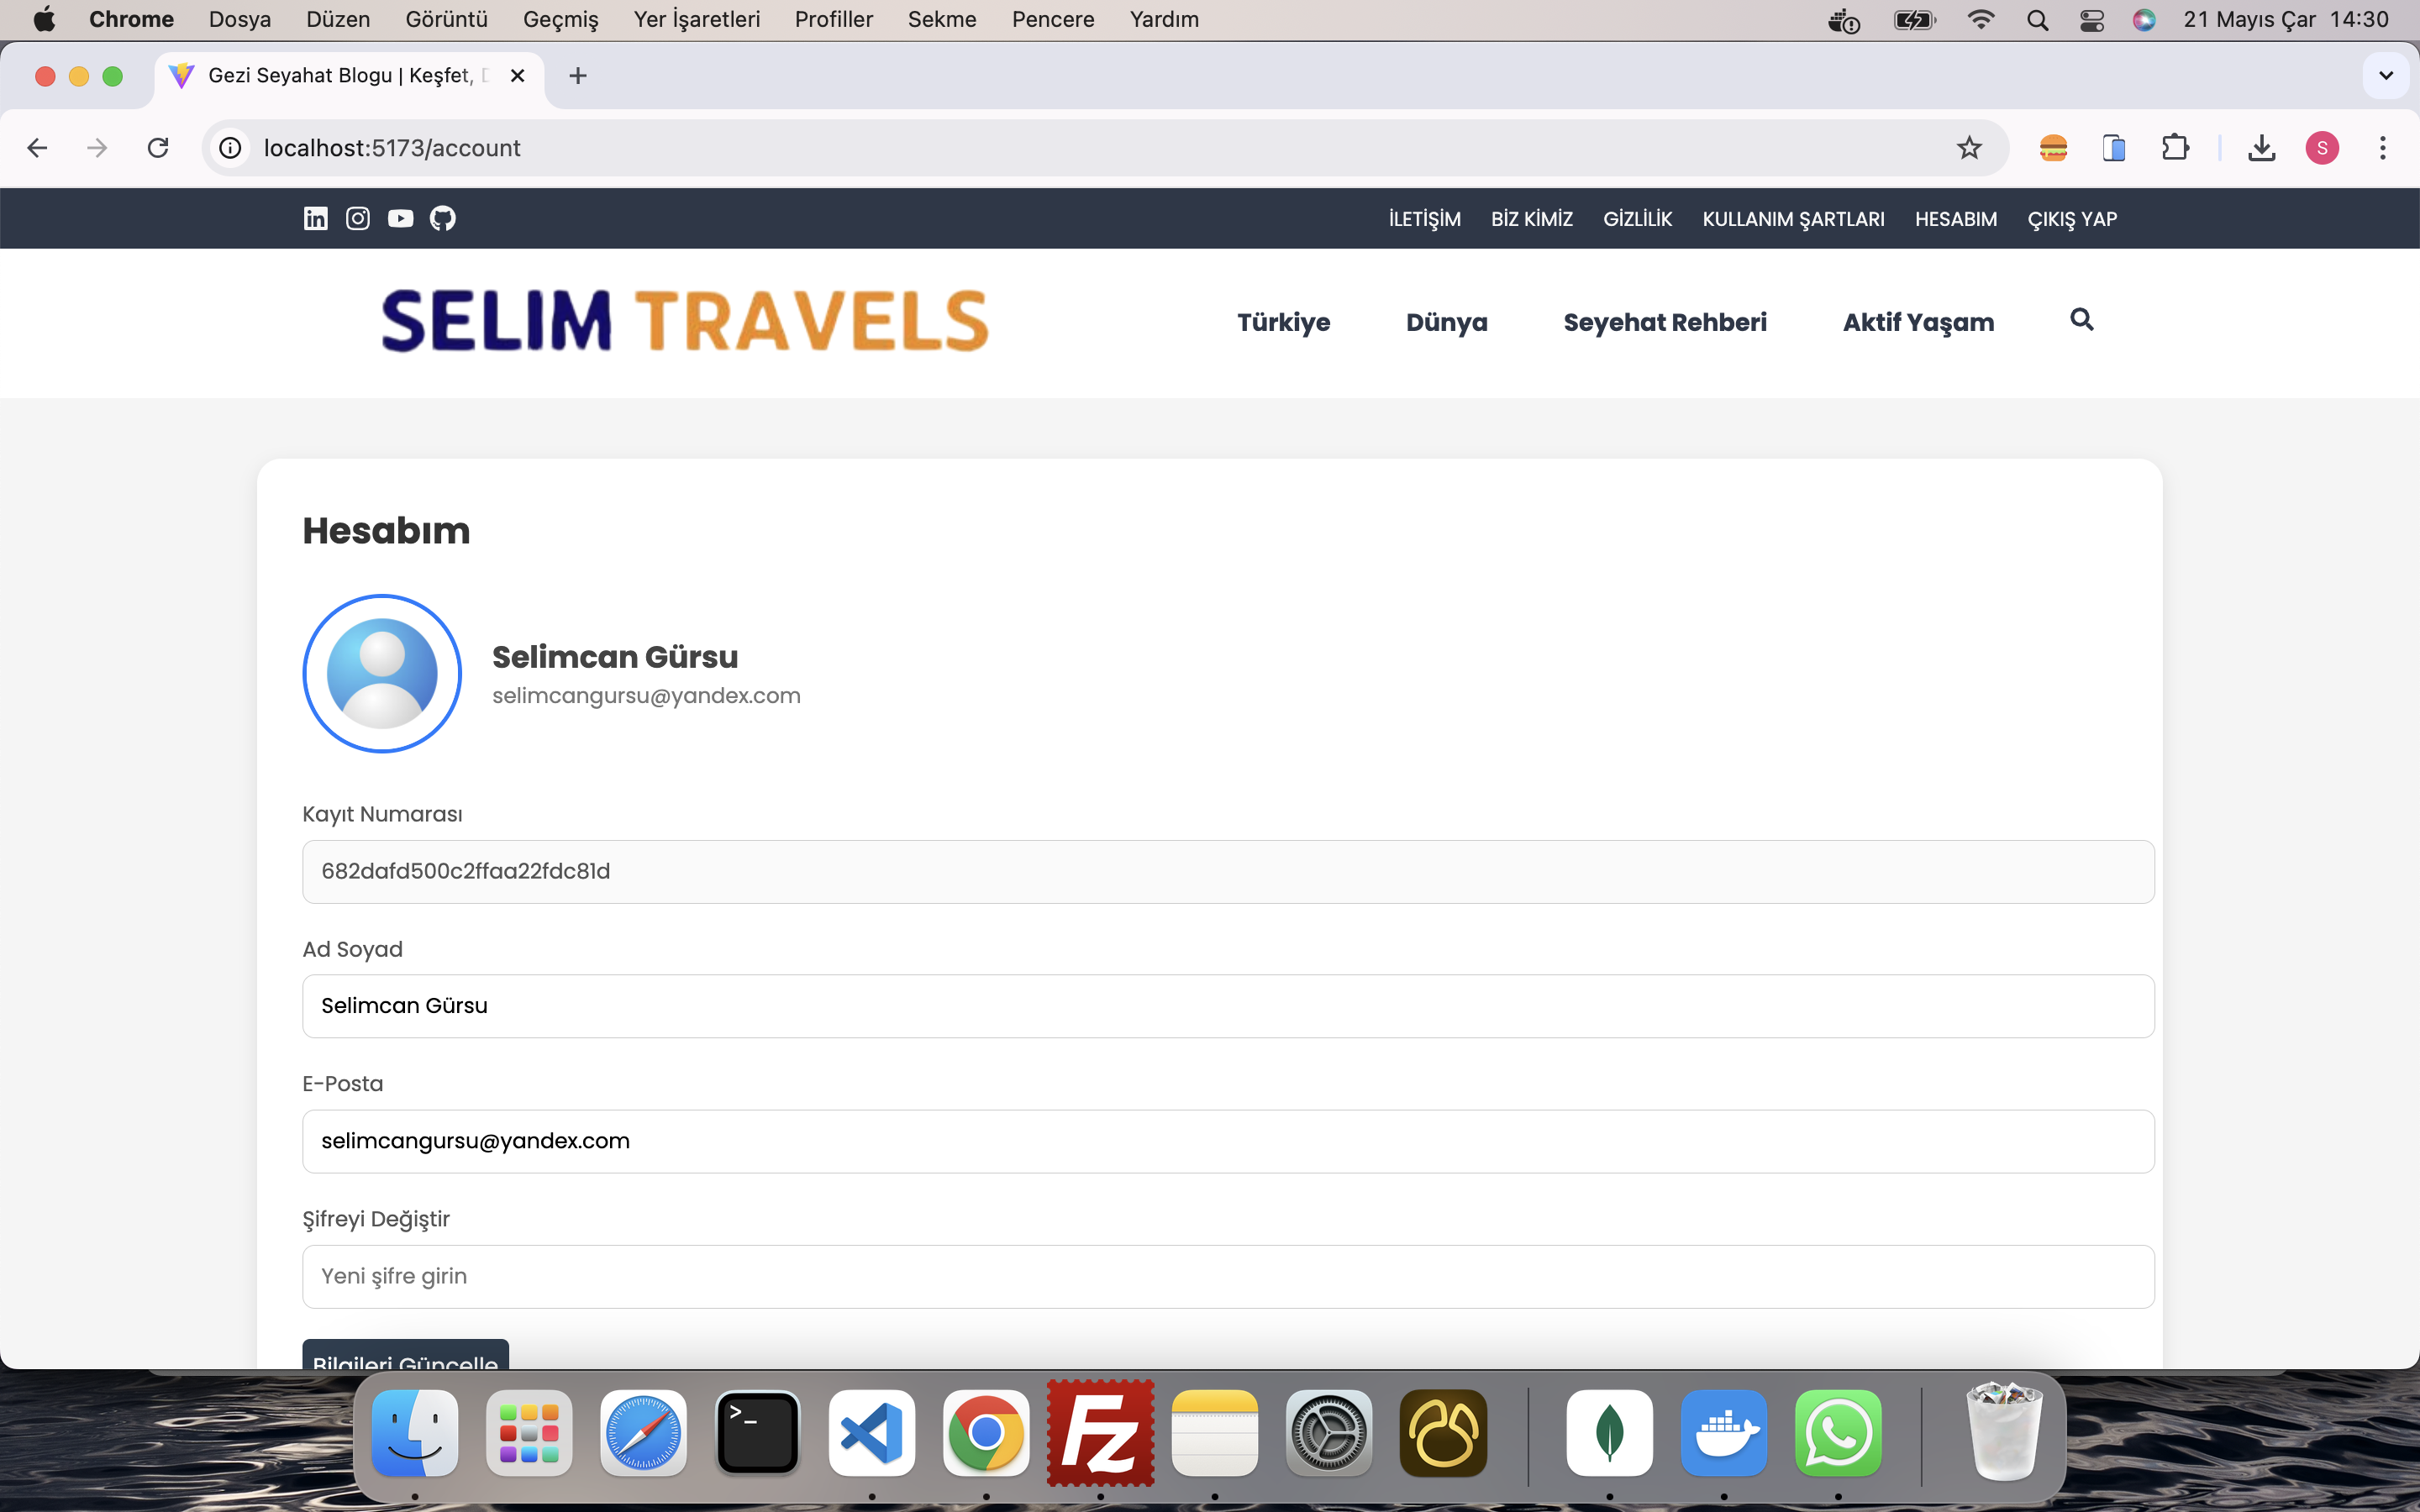 Chrome Dosya Düzen Görüntü Geçmiş Yer İşaretleri Profiller Sekme Pencere Yardım 21 Mayıs Çar 14:30
Gezi Seyahat Blogu | Keşfet,
localhost:5173/account
S
İLETİŞİM BİZ KİMİZ GİZLİLİK KULLANIM ŞARTLARI HESABIM ÇIKIŞ YAP
SELIM TRAVELS
Türkiye Dünya Seyehat Rehberi Aktif Yaşam
Hesabım
Selimcan Gürsu
selimcangursu@yandex.com
Kayıt Numarası
682dafd500c2ffaa22fdc81d
Ad Soyad
Selimcan Gürsu
E-Posta
selimcangursu@yandex.com
Şifreyi Değiştir
Yeni şifre girin
Bilgileri Güncelle